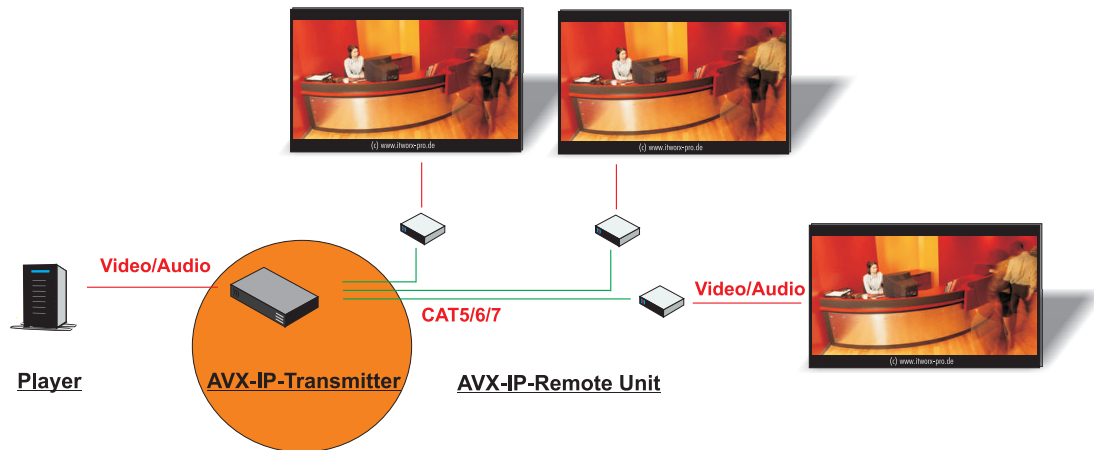 (c) www.itworx-pro.de
(c) www.itworx-pro.de
Video/Audio
Video/Audio
CAT5/6/7
(c) www.itworx-pro.de
Player
AVX-IP-Transmitter
AVX-IP-Remote Unit